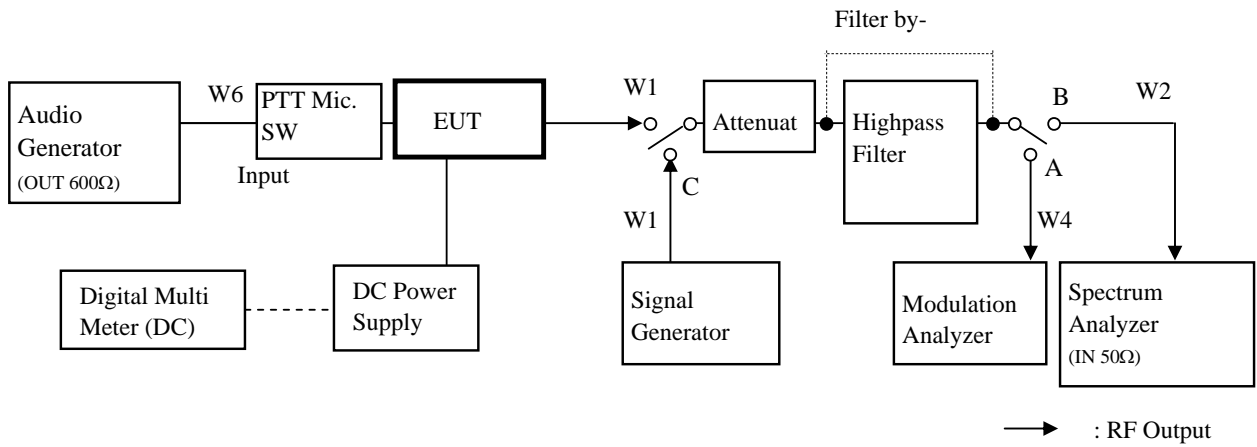 Filter by-
Audio
Generator
(OUT 600Ω)
W6
PTT Mic.
SW
Input
EUT
W1
C
W1
Attenuat
Highpass
Filter
B
A
W2
W4
Digital Multi
Meter (DC)
DC Power
Supply
Signal
Generator
Modulation
Analyzer
Spectrum
Analyzer
(IN 50Ω)
: RF Output